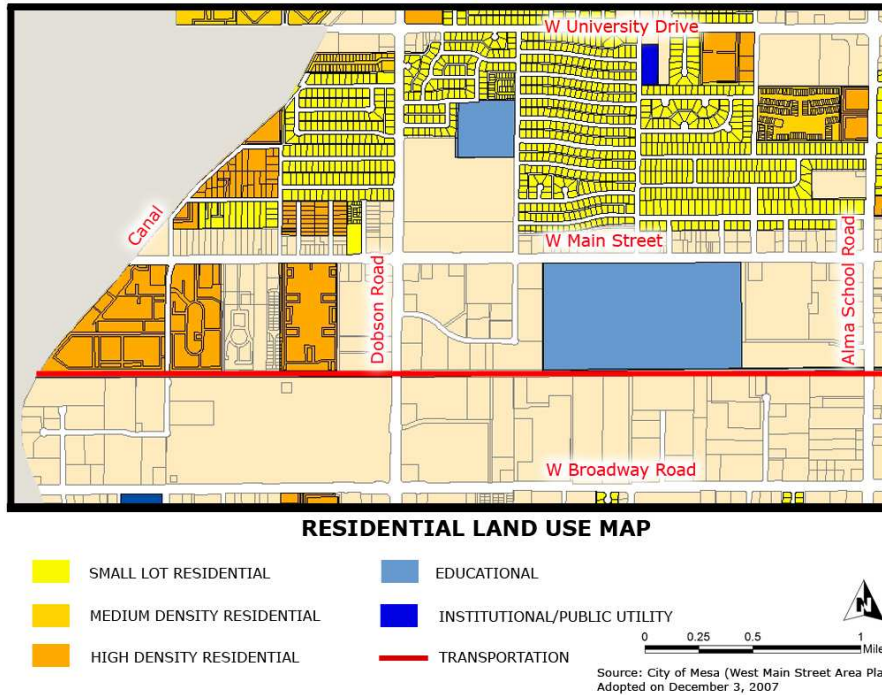 W University Drive
Canal
W Main Street
Dobson Road
Alma School Road
W Broadway Road
RESIDENTIAL LAND USE MAP
SMALL LOT RESIDENTIAL
EDUCATIONAL
MEDIUM DENSITY RESIDENTIAL
INSTITUTIONAL/PUBLIC UTILITY
HIGH DENSITY RESIDENTIAL
TRANSPORTATION
N
0 0.25 0.5 1
Mile
Source: City of Mesa (West Main Street Area Pla
Adopted on December 3, 2007